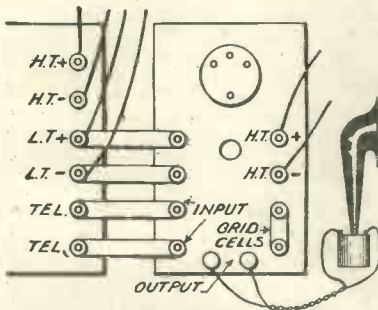 H.T.+
H.T.-
L.T+
L.T.-
TEL.
TEL.
H.T. +
H.T. -
INPUT
GRID
CELLS
OUTPUT